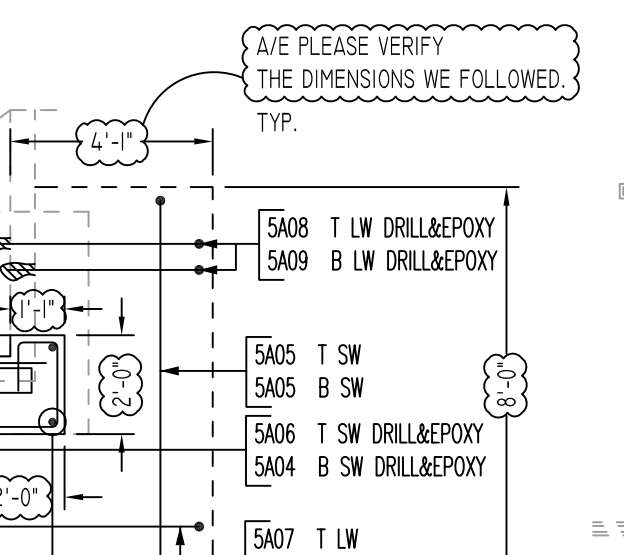 A/E PLEASE VERIFY
THE DIMENSIONS WE FOLLOWED.
TYP.
4'-1"
5A08 T LW DRILL&EPOXY
5A09 B LW DRILL&EPOXY
1'-1"
2'-0"
5A05 T SW
5A05 B SW
8'-0"
5A06 T SW DRILL&EPOXY
5A04 B SW DRILL&EPOXY
'-0"
5A07 T LW